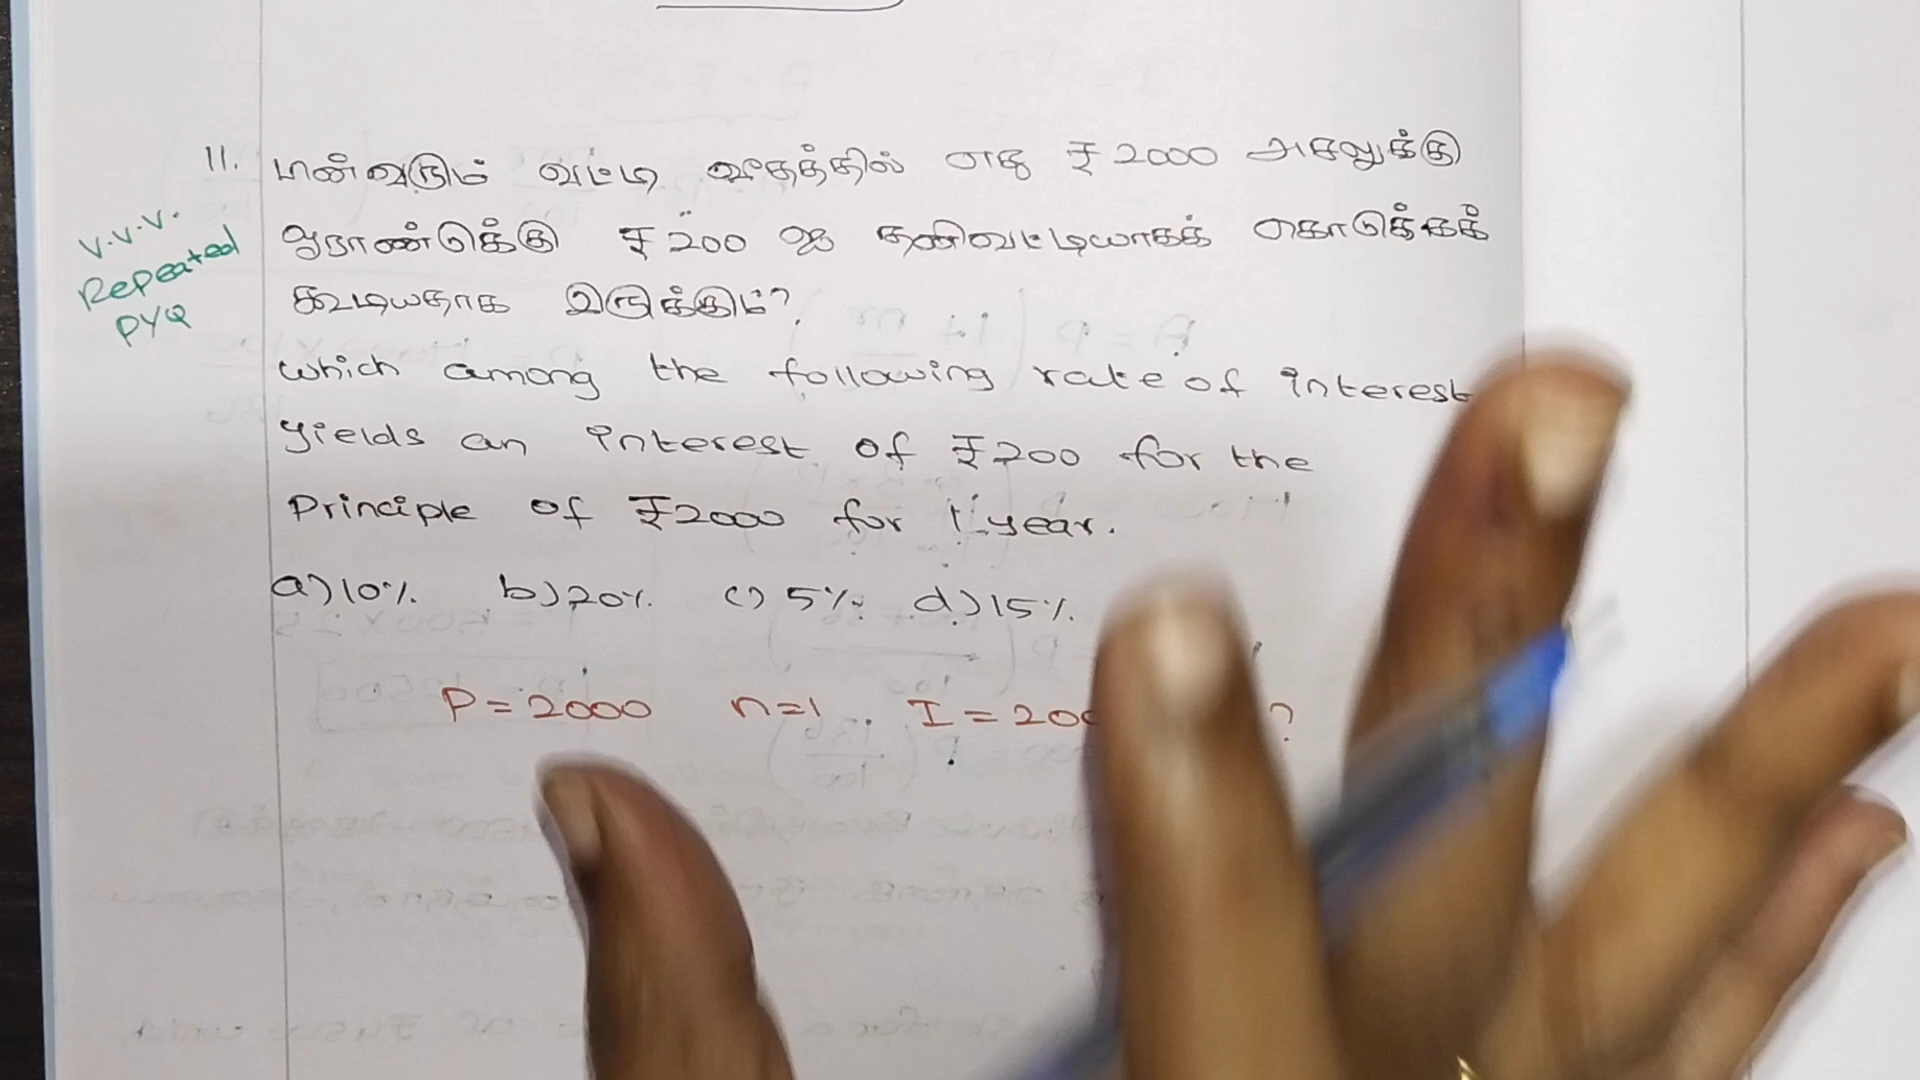 11. பின்வரும் வட்டி வீதத்தில் எது ₹ 2000 அசலுக்கு
ஓராண்டுக்கு ₹ 200 ஐ தனிவட்டியாகக் கொடுக்கக்
கூடியதாக இருக்கும்?
V.V.V.
Repeated
PYQ
which among the following rate of interest
yields an interest of ₹200 for the
Principle of ₹2000 for 1 year.
a) 10% b) 20% c) 5% d) 15%
P = 2000 n=1 I = 200 ?